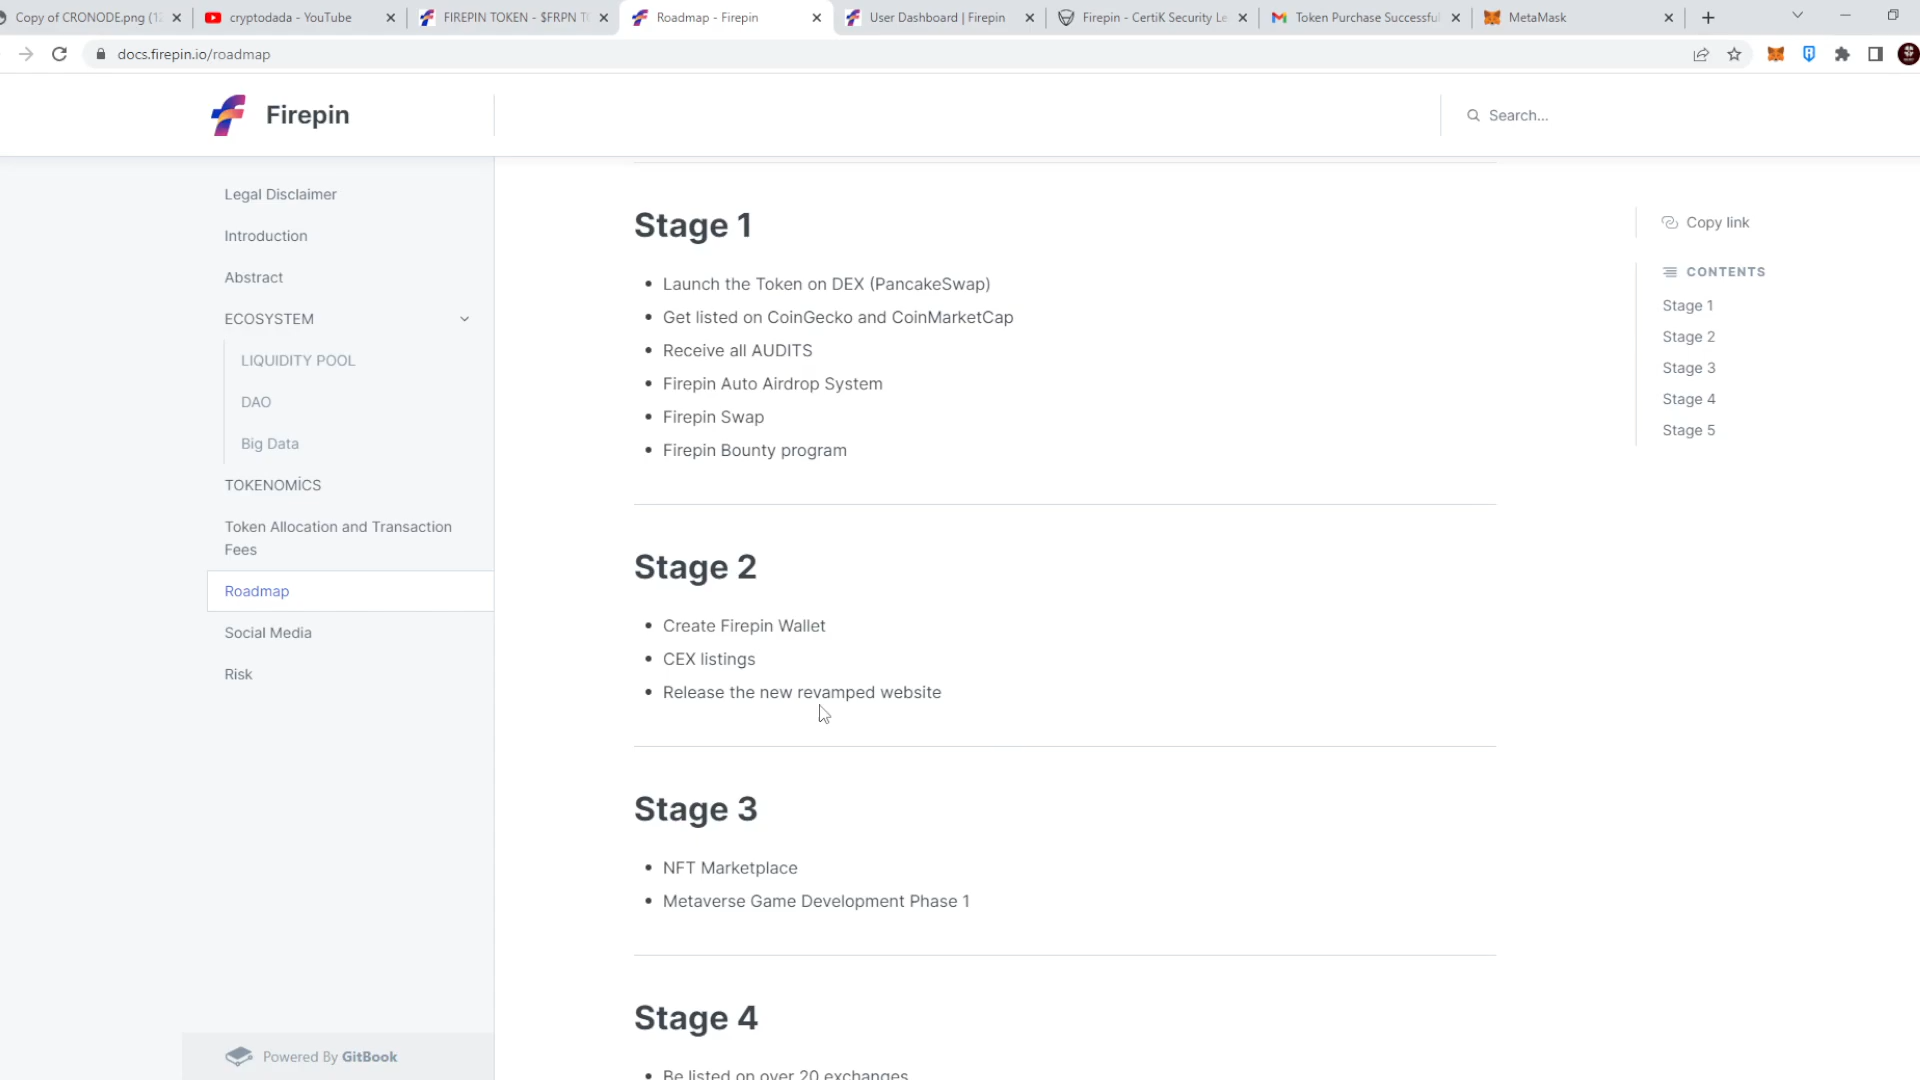 Copy of CRONODE.png (1
cryptodada - YouTube
FIREPIN TOKEN - $FRPN T
Roadmap - Firepin
User Dashboard | Firepin
Firepin - CertiK Security Le
Token Purchase Successfu
MetaMask
docs.firepin.io/roadmap
Firepin
Search...
Legal Disclaimer
Introduction
Abstract
ECOSYSTEM
LIQUIDITY POOL
DAO
Big Data
TOKENOMİCS
Token Allocation and Transaction
Fees
Roadmap
Social Media
Risk
Powered By GitBook
Stage 1
Launch the Token on DEX (PancakeSwap)
Get listed on CoinGecko and CoinMarketCap
Receive all AUDITS
Firepin Auto Airdrop System
Firepin Swap
Firepin Bounty program
Stage 2
Create Firepin Wallet
CEX listings
Release the new revamped website
Stage 3
NFT Marketplace
Metaverse Game Development Phase 1
Stage 4
Be listed on over 20 exchanges
Copy link
CONTENTS
Stage 1
Stage 2
Stage 3
Stage 4
Stage 5